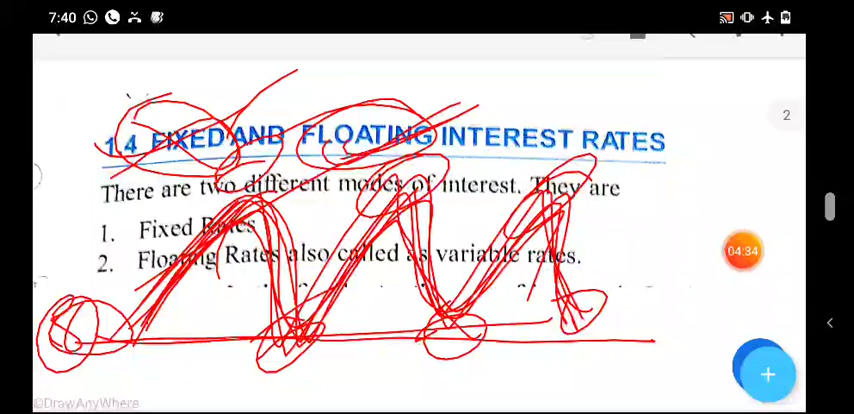 7:40
2
1.4 FIXED AND FLOATING INTEREST RATES
There are two different modes of interest. They are
1. Fixed Rates
2. Floating Rates also called as variable rates.
04:34
@DrawAnyWhere